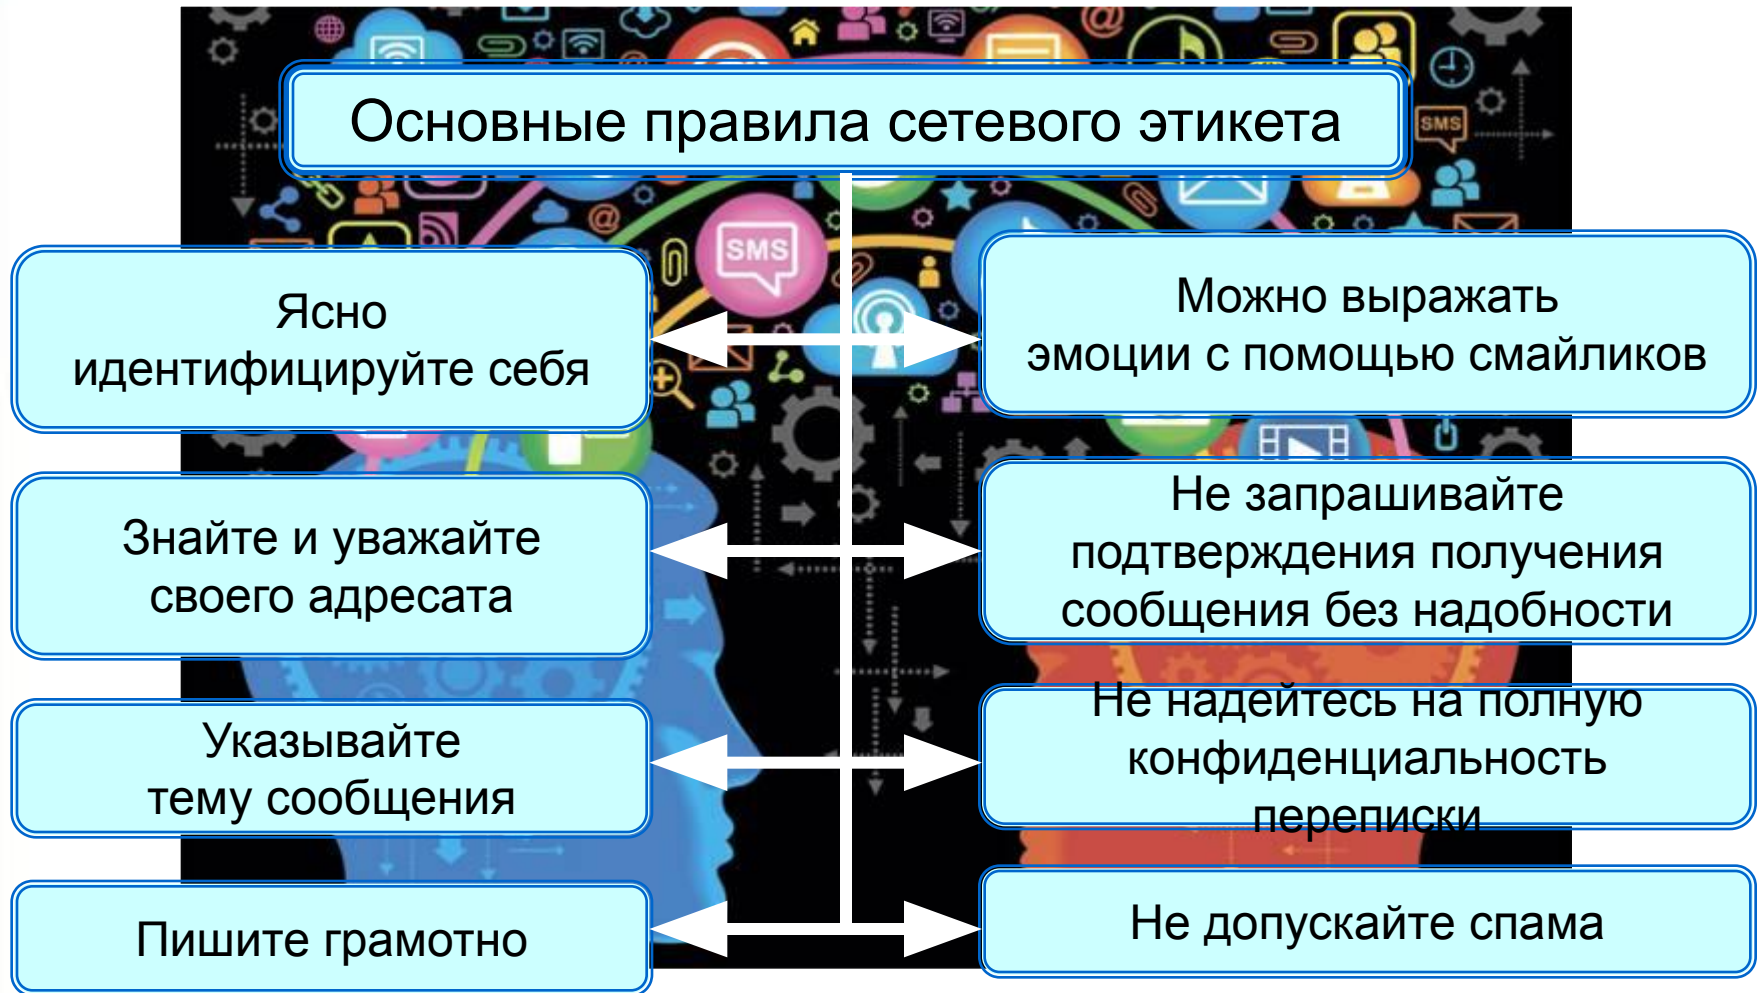 Основные правила сетевого этикета
SMS
SMS
Ясно
идентифицируйте себя
Можно выражать
эмоции с помощью смайликов
Знайте и уважайте
своего адресата
Не запрашивайте
подтверждения получения
сообщения без надобности
Указывайте
тему сообщения
Не надейтесь на полную
конфиденциальность
переписки
Пишите грамотно
Не допускайте спама